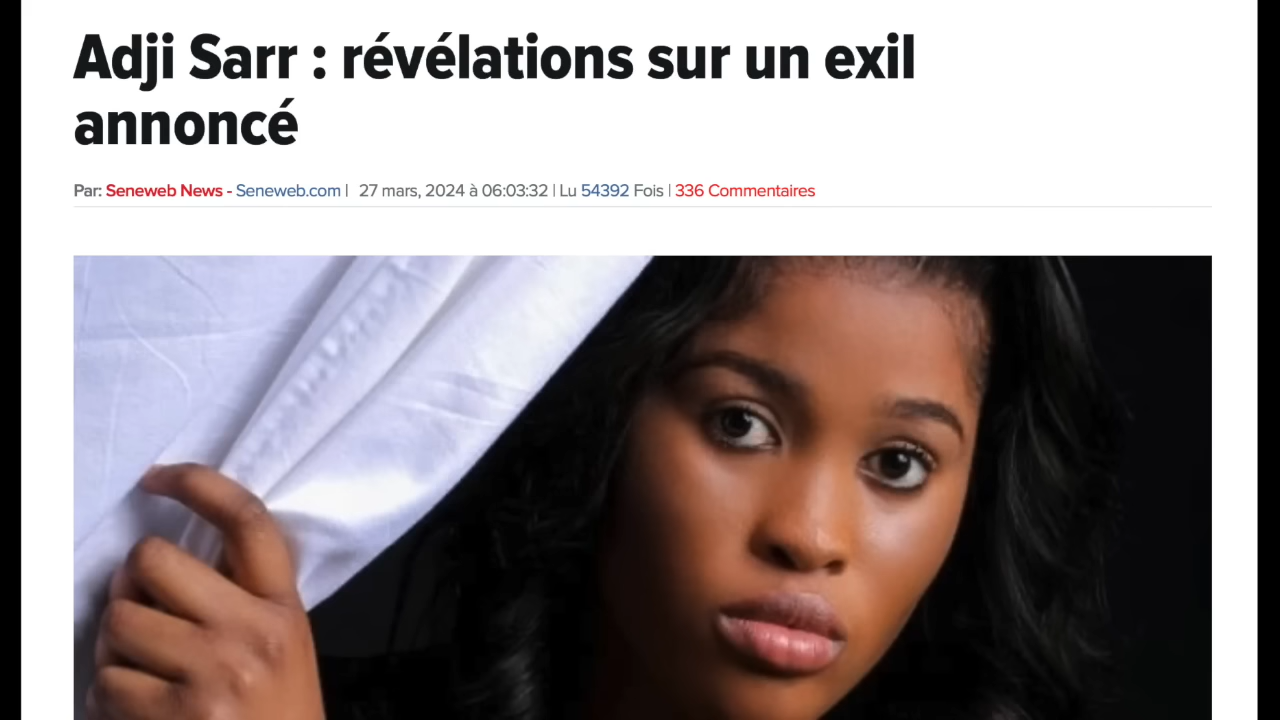 Adji Sarr : révélations sur un exil
annoncé
Par: Seneweb News - Seneweb.com | 27 mars, 2024 à 06:03:32 | Lu 54392 Fois | 336 Commentaires